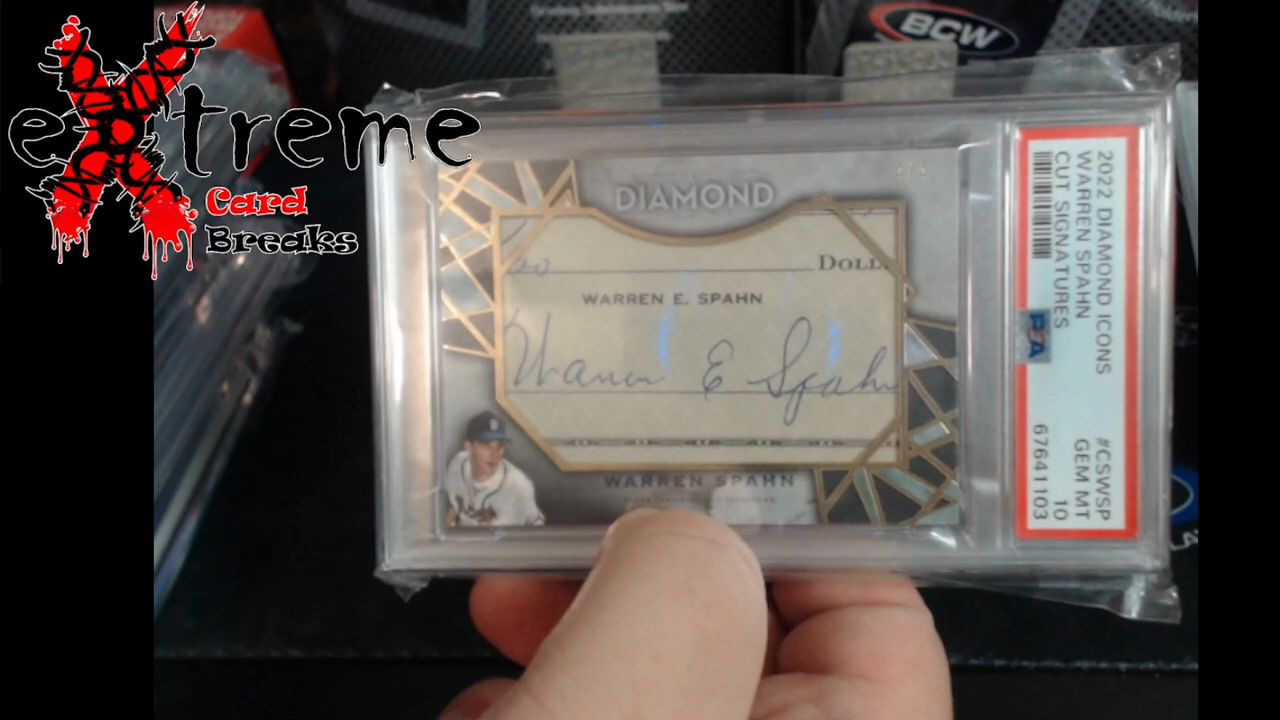 eXtreme
Card
Breaks
BCW
DIAMOND
DOLL
WARREN E. SPAHN
Warren E Spahn
WARREN SPAHN
2022 DIAMOND ICONS
WARREN SPAHN
CUT SIGNATURES
#CSWSP
GEM MT
10
67641103
PSA